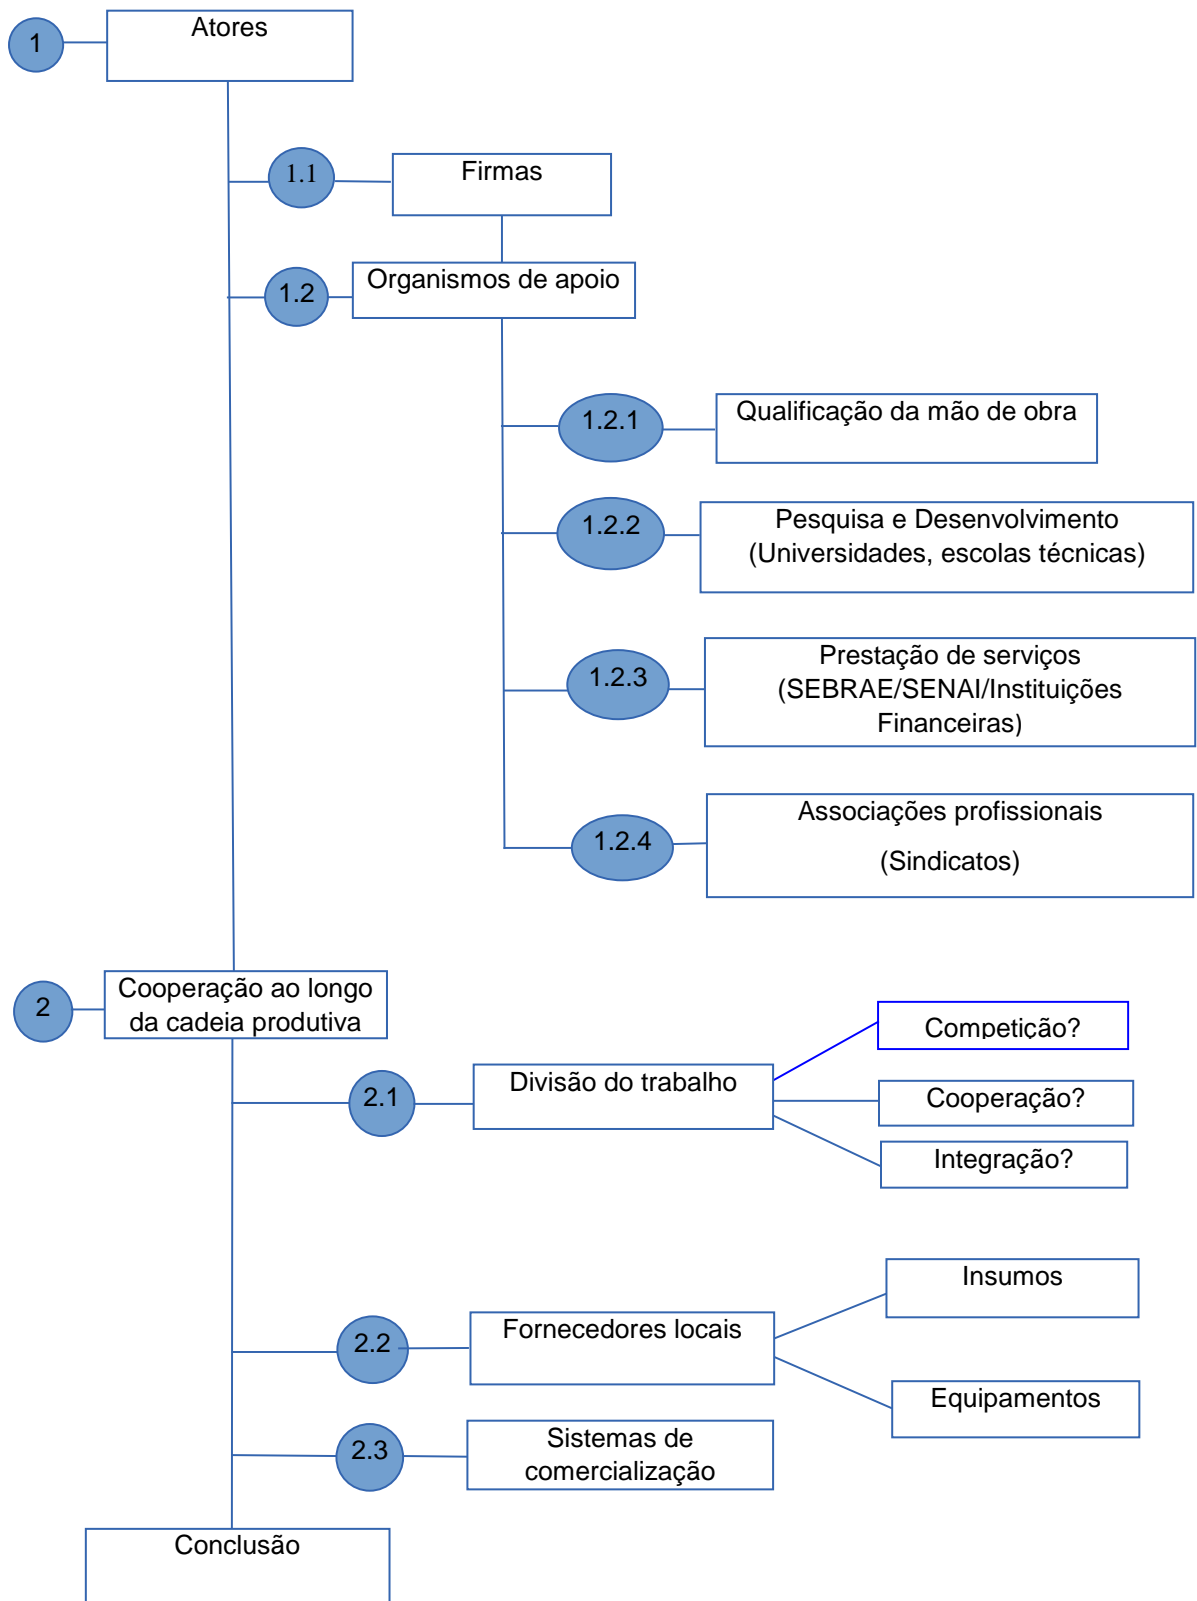 1
Atores
1.1
Firmas
1.2
Organismos de apoio
1.2.1
Qualificação da mão de obra
1.2.2
Pesquisa e Desenvolvimento
(Universidades, escolas técnicas)
1.2.3
Prestação de serviços
(SEBRAE/SENAI/Instituições
Financeiras)
1.2.4
Associações profissionais
(Sindicatos)
2
Cooperação ao longo
da cadeia produtiva
2.1
Divisão do trabalho
Competição?
Cooperação?
Integração?
2.2
Fornecedores locais
Insumos
Equipamentos
2.3
Sistemas de
comercialização
Conclusão